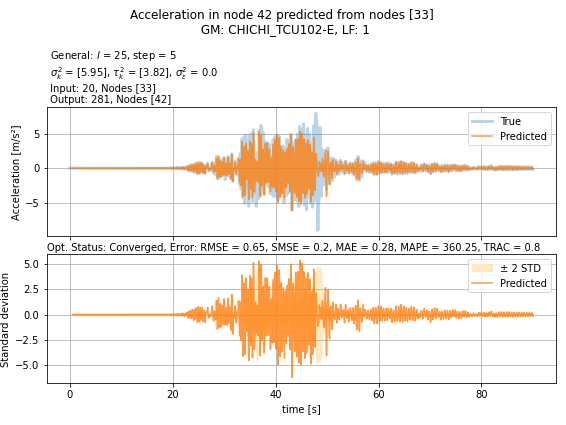 Acceleration in node 42 predicted from nodes [33]
GM: CHICHI_TCU102-E, LF: 1
General: l = 25, step = 5
σ²ₖ = [5.95], τ²ₖ = [3.82], σ²ε = 0.0
Input: 20, Nodes [33]
Output: 281, Nodes [42]
True
Predicted
Acceleration [m/s²]
5
0
−5
Opt. Status: Converged, Error: RMSE = 0.65, SMSE = 0.2, MAE = 0.28, MAPE = 360.25, TRAC = 0.8
± 2 STD
Predicted
Standard deviation
5.0
2.5
0.0
−2.5
−5.0
0 20 40 60 80
time [s]